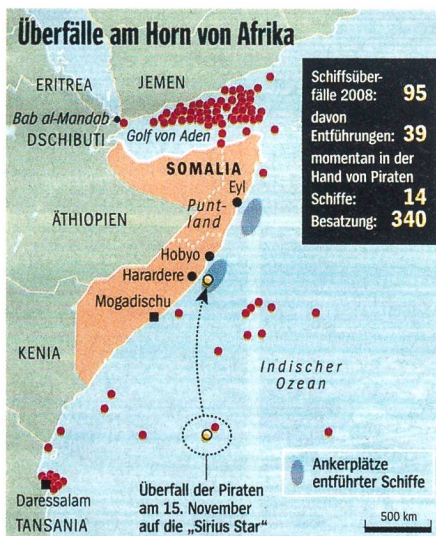 Überfälle am Horn von Afrika
ERITREA
JEMEN
Bab al-Mandab
DSCHIBUTI
Golf von Aden
Schiffsüber-
fälle 2008: 95
davon
Entführungen: 39
momentan in der
Hand von Piraten
Schiffe: 14
Besatzung: 340
SOMALIA
Eyl
Punt-
land
ÄTHIOPIEN
Hobyo
Harardere
Mogadischu
KENIA
Indischer
Ozean
Ankerplätze
entführter Schiffe
Überfall der Piraten
am 15. November
auf die „Sirius Star“
Daressalam
TANSANIA
500 km